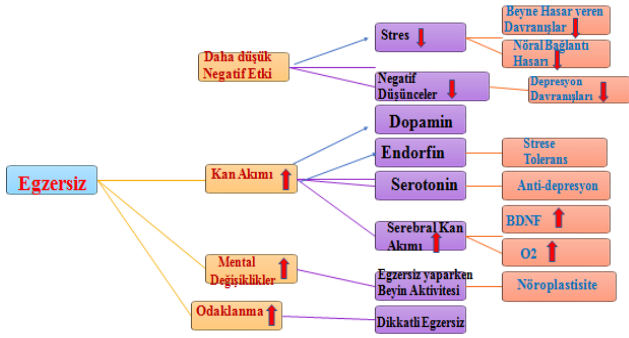 Egzersiz
Daha düşük
Negatif Etki
Kan Akımı
Mental
Değişiklikler
Odaklanma
Stres
Negatif
Düşünceler
Dopamin
Endorfin
Serotonin
Serebral Kan
Akımı
Egzersiz yaparken
Beyin Aktivitesi
Dikkatli Egzersiz
Beyne Hasar veren
Davranışlar
Nöral Bağlantı
Hasarı
Depresyon
Davranışları
Strese
Tolerans
Anti-depresyon
BDNF
O2
Nöroplastisite